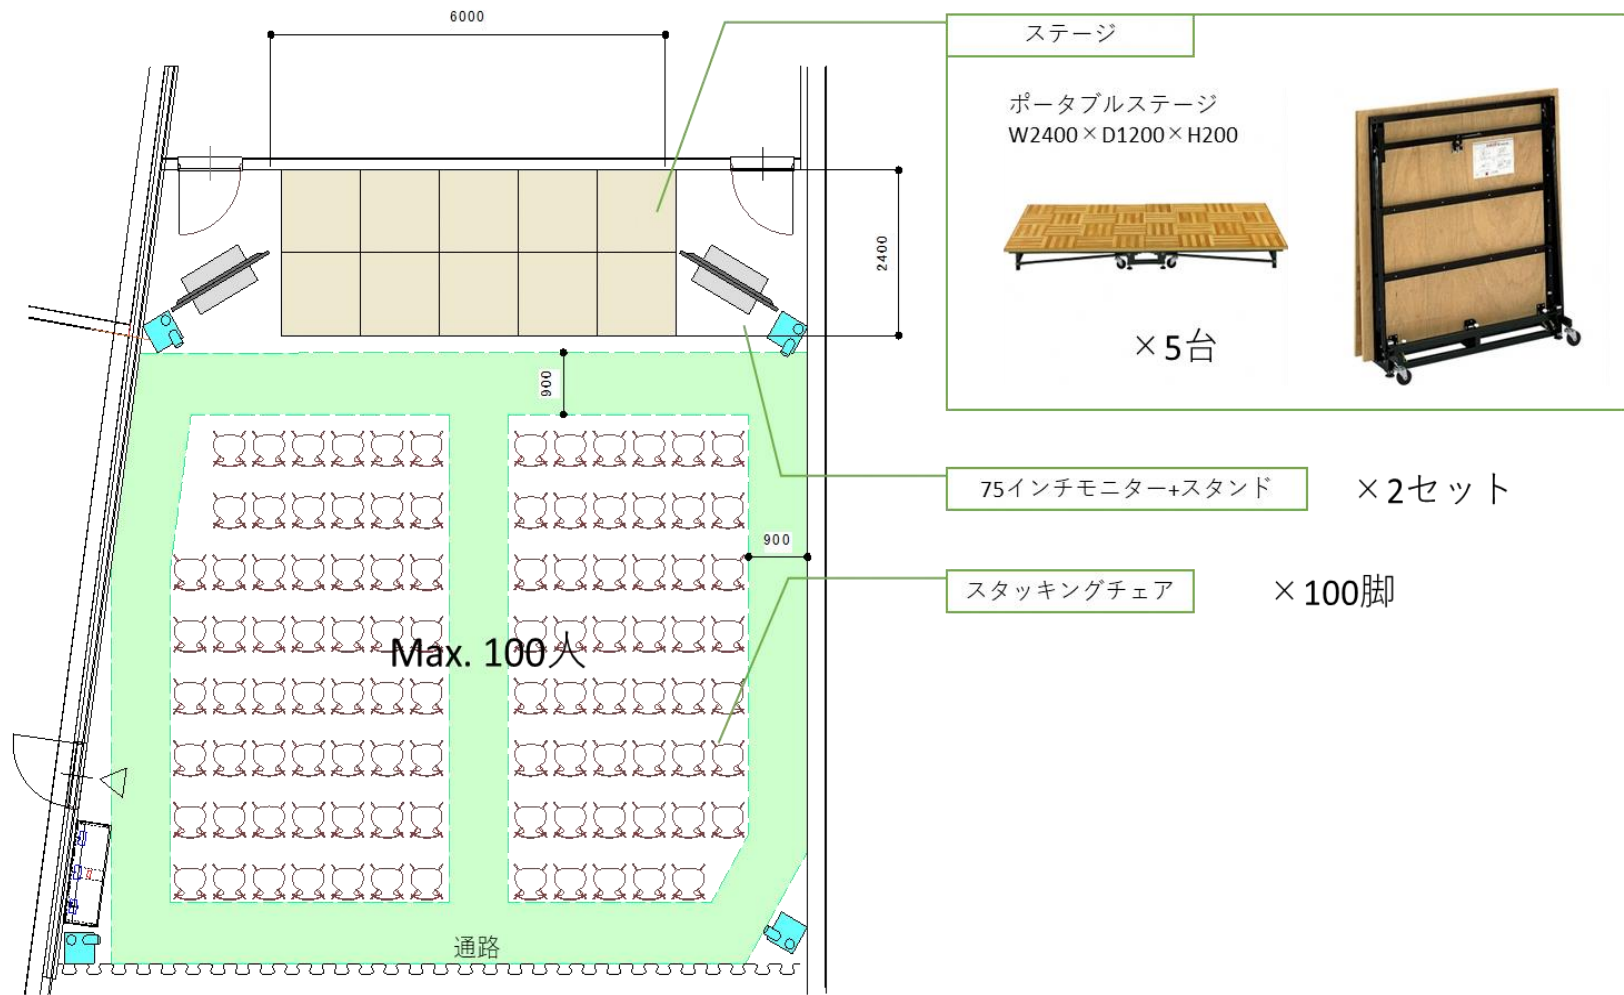 6000
ステージ
ポータブルステージ
W2400×D1200×H200
×5台
2400
900
75インチモニター+スタンド
×2セット
900
スタッキングチェア
×100脚
Max. 100人
通路